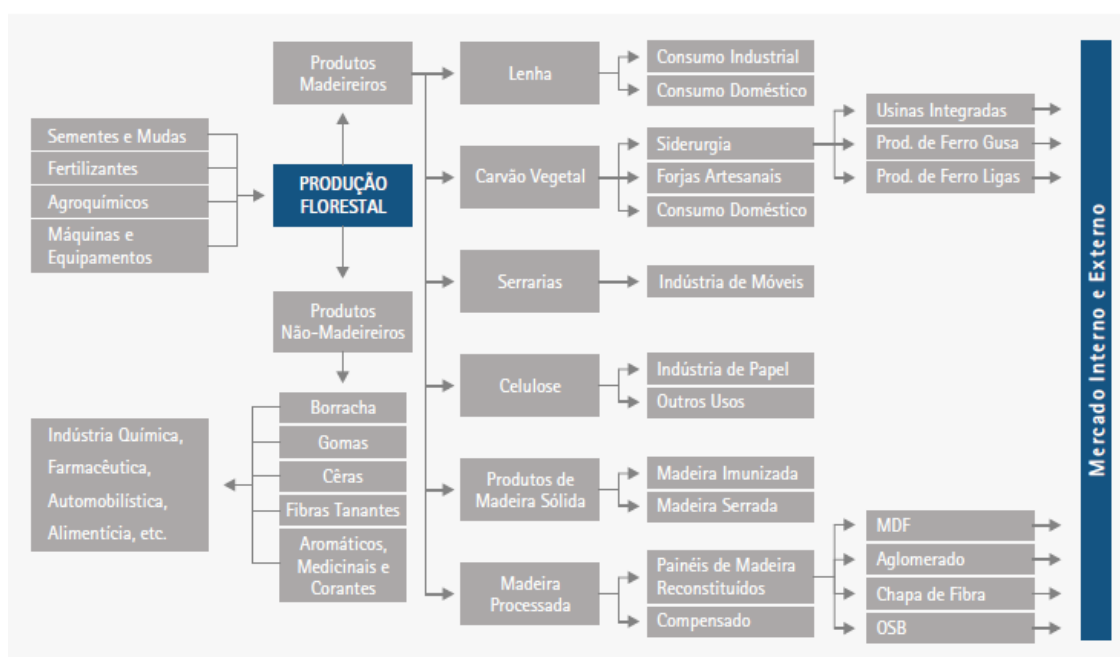 Sementes e Mudas
Fertilizantes
Agroquímicos
Máquinas e
Equipamentos
Produtos
Madeireiros
PRODUÇÃO
FLORESTAL
Produtos
Não-Madeireiros
Borracha
Gomas
Cêras
Fibras Tanantes
Aromáticos,
Medicinais e
Corantes
Indústria Química,
Farmacêutica,
Automobilística,
Alimentícia, etc.
Lenha
Consumo Industrial
Consumo Doméstico
Carvão Vegetal
Siderurgia
Forjas Artesanais
Consumo Doméstico
Usinas Integradas
Prod. de Ferro Gusa
Prod. de Ferro Ligas
Serrarias
Indústria de Móveis
Celulose
Indústria de Papel
Outros Usos
Produtos de
Madeira Sólida
Madeira Imunizada
Madeira Serrada
Madeira
Processada
Painéis de Madeira
Reconstituídos
Compensado
MDF
Aglomerado
Chapa de Fibra
OSB
Mercado Interno e Externo